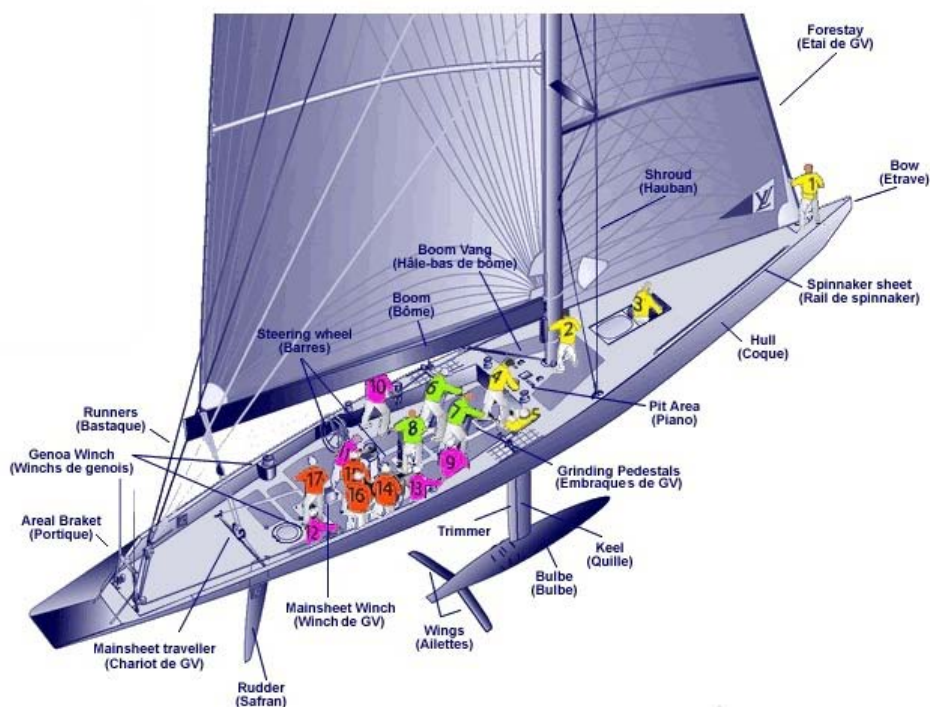 Forestay
(Etai de GV)
Bow
(Etrave)
1
Shroud
(Hauban)
Boom Vang
(Hâle-bas de bôme)
Spinnaker sheet
(Rail de spinnaker)
Boom
(Bôme)
3
Hull
(Coque)
Steering wheel
(Barres)
2
4
10
6
7
5
Pit Area
(Piano)
Runners
(Bastaque)
8
Genoa Winch
(Winchs de genois)
9
Grinding Pedestals
(Embraques de GV)
17
16
14
13
Areal Braket
(Portique)
12
Trimmer
Keel
(Quille)
Bulbe
(Bulbe)
Mainsheet Winch
(Winch de GV)
Wings
(Ailettes)
Mainsheet traveller
(Chariot de GV)
Rudder
(Safran)